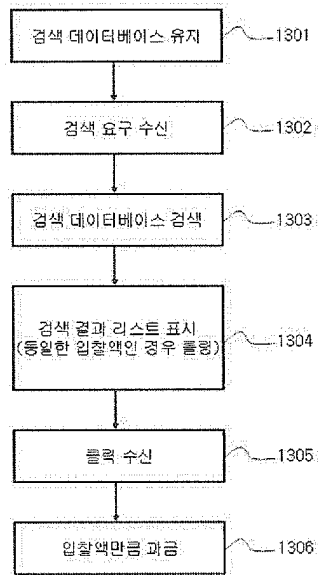 검색 데이터베이스 유지
1301
검색 요구 수신
1302
검색 데이터베이스 검색
1303
검색 결과 리스트 표시
(동일한 입찰액인 경우 롤링)
1304
클릭 수신
1305
입찰액만큼 과금
1306